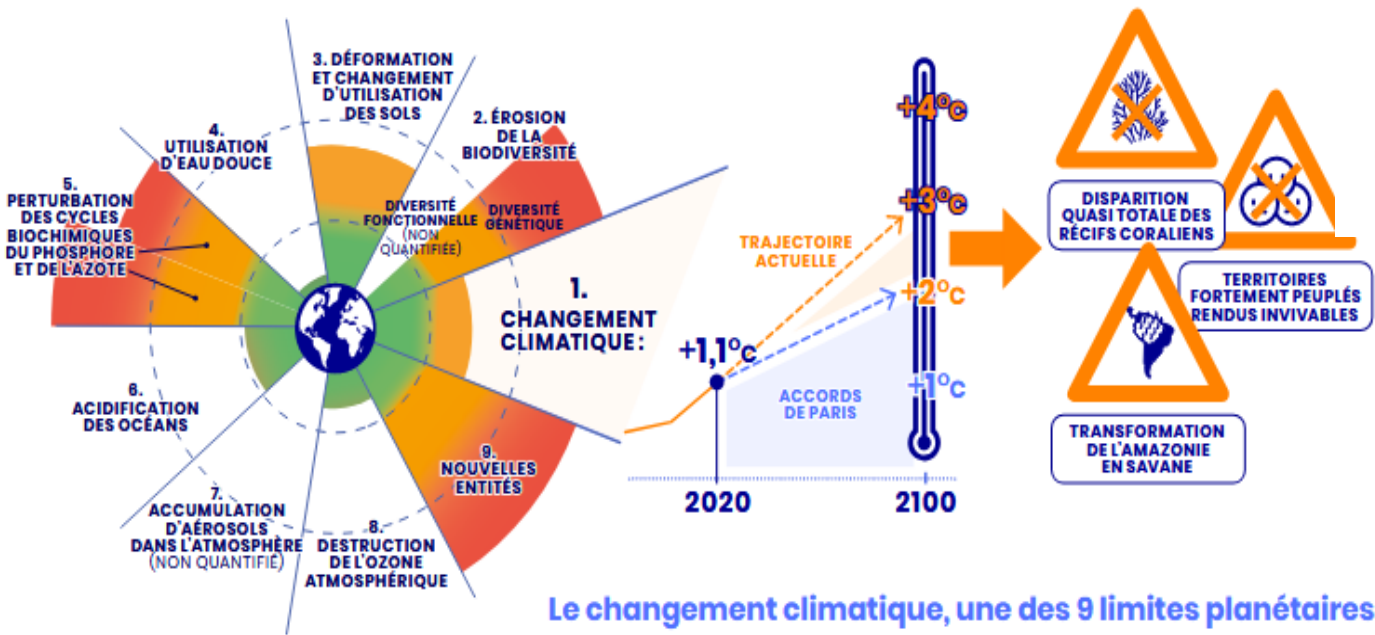 3. DÉFORMATION
ET CHANGEMENT
D'UTILISATION
DES SOLS
2. ÉROSION
DE LA
BIODIVERSITÉ
4.
UTILISATION
D'EAU DOUCE
5.
PERTURBATION
DES CYCLES
BIOCHIMIQUES
DU PHOSPHORE
ET DE L'AZOTE
DIVERSITÉ
FONCTIONNELLE
(NON
QUANTIFIÉE)
DIVERSITÉ
GÉNÉTIQUE
1.
CHANGEMENT
CLIMATIQUE :
6.
ACIDIFICATION
DES OCÉANS
7.
ACCUMULATION
D'AÉROSOLS
DANS L'ATMOSPHÈRE
(NON QUANTIFIÉ)
8.
DESTRUCTION
DE L'OZONE
ATMOSPHÉRIQUE
9.
NOUVELLES
ENTITÉS
+1,1°C
TRAJECTOIRE
ACTUELLE
ACCORDS
DE PARIS
+4°C
+3°C
+2°C
+1°C
2020
2100
DISPARITION
QUASI TOTALE DES
RÉCIFS CORALIENS
TERRITOIRES
FORTEMENT PEUPLÉS
RENDUS INVIVABLES
TRANSFORMATION
DE L'AMAZONIE
EN SAVANE
Le changement climatique, une des 9 limites planétaires